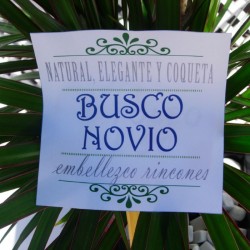 NATURAL, ELEGANTE Y COQUETA
BUSCO
NOVIO
embellezco rincones